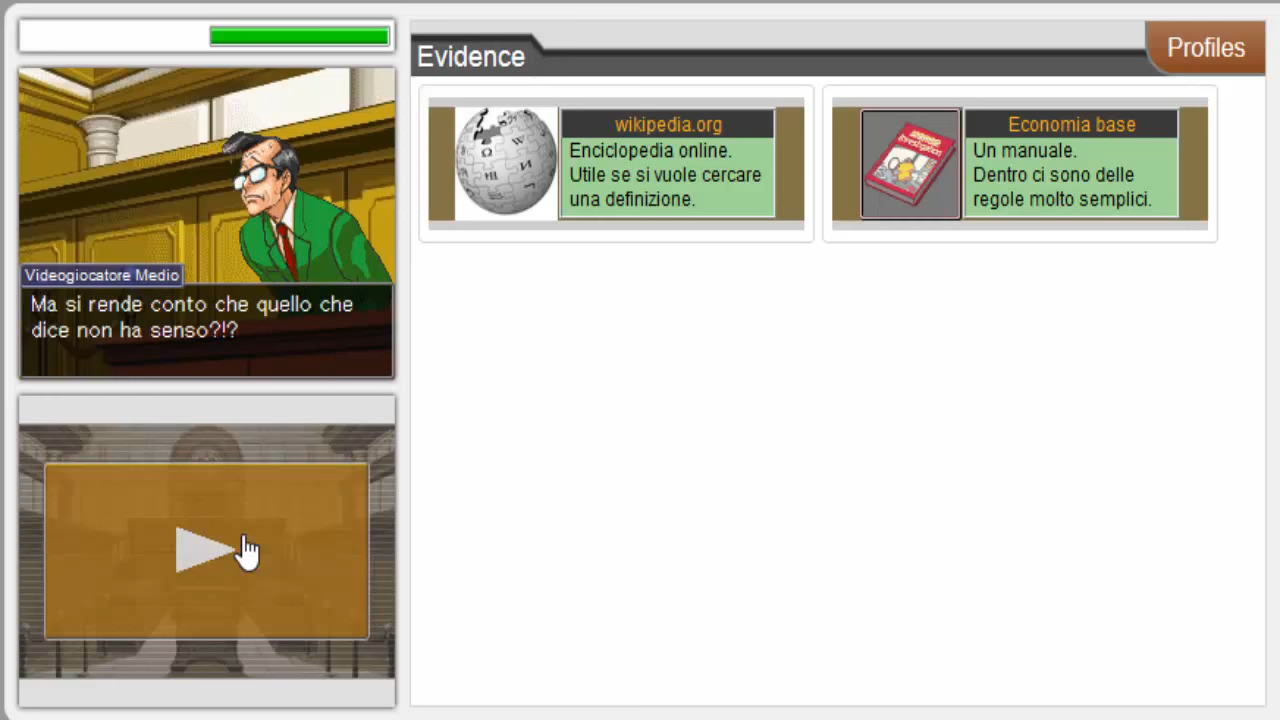 Evidence
Profiles
wikipedia.org
Enciclopedia online.
Utile se si vuole cercare
una definizione.
Economia base
Un manuale.
Dentro ci sono delle
regole molto semplici.
Videogiocatore Medio
Ma si rende conto che quello che
dice non ha senso?!?